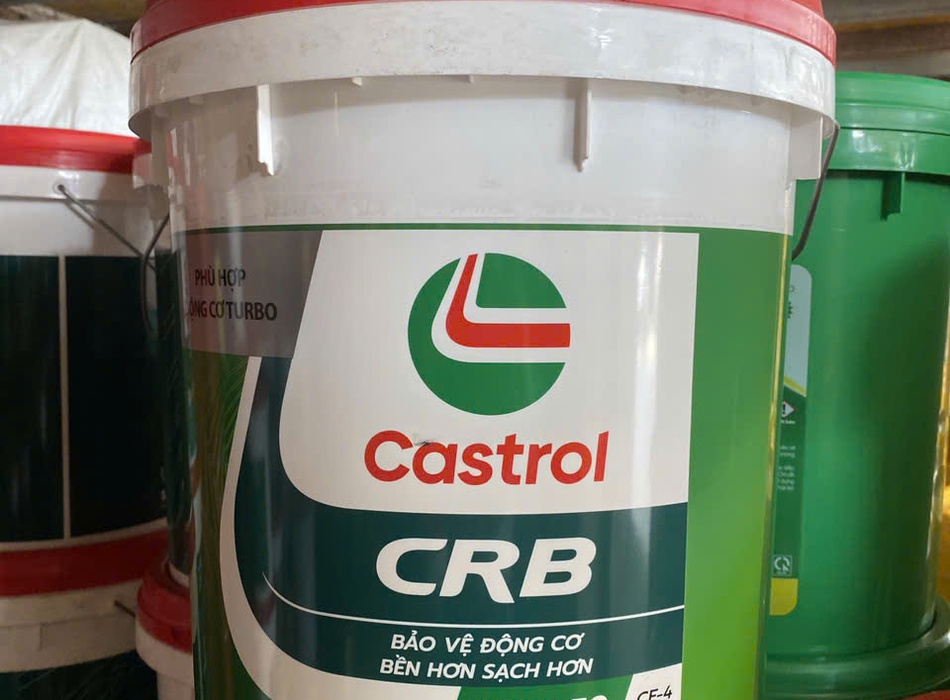 PHÙ HỢP
ĐỘNG CƠ TURBO
Castrol
CRB
BẢO VỆ ĐỘNG CƠ
BỀN HƠN SẠCH HƠN
CF-4